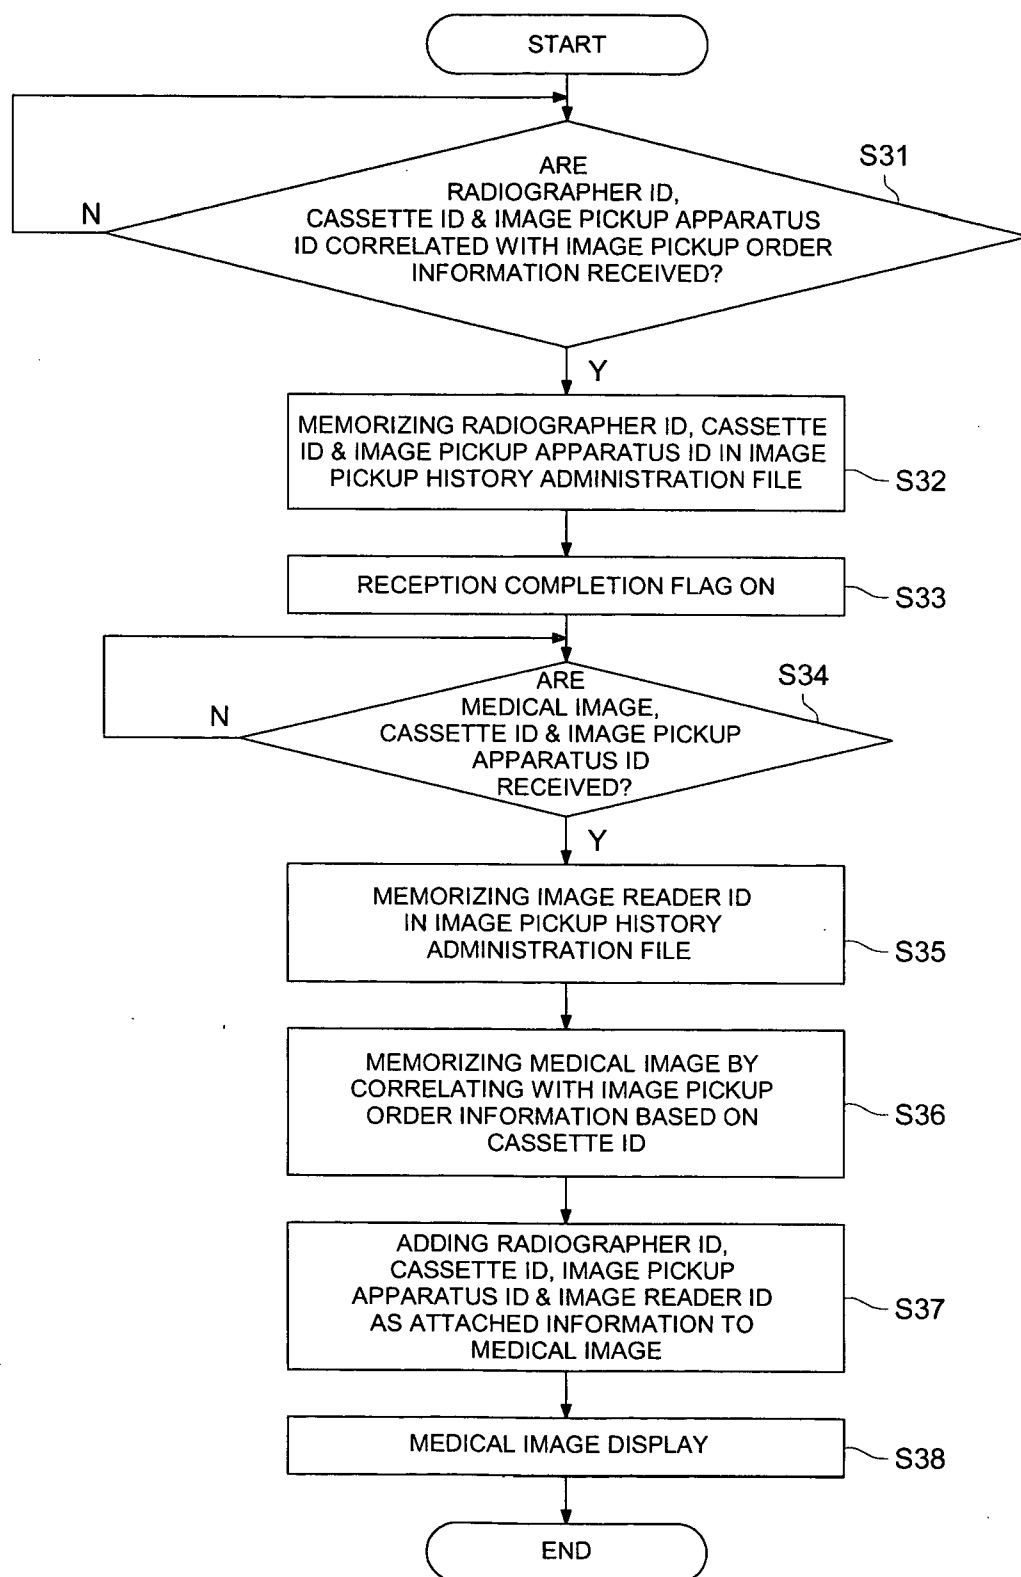 START
ARE
RADIOGRAPHER ID,
CASSETTE ID & IMAGE PICKUP APPARATUS
ID CORRELATED WITH IMAGE PICKUP ORDER
INFORMATION RECEIVED?
S31
N
Y
MEMORIZING RADIOGRAPHER ID, CASSETTE
ID & IMAGE PICKUP APPARATUS ID IN IMAGE
PICKUP HISTORY ADMINISTRATION FILE
S32
RECEPTION COMPLETION FLAG ON
S33
ARE
MEDICAL IMAGE,
CASSETTE ID & IMAGE PICKUP
APPARATUS ID
RECEIVED?
S34
N
Y
MEMORIZING IMAGE READER ID
IN IMAGE PICKUP HISTORY
ADMINISTRATION FILE
S35
MEMORIZING MEDICAL IMAGE BY
CORRELATING WITH IMAGE PICKUP
ORDER INFORMATION BASED ON
CASSETTE ID
S36
ADDING RADIOGRAPHER ID,
CASSETTE ID, IMAGE PICKUP
APPARATUS ID & IMAGE READER ID
AS ATTACHED INFORMATION TO
MEDICAL IMAGE
S37
MEDICAL IMAGE DISPLAY
S38
END